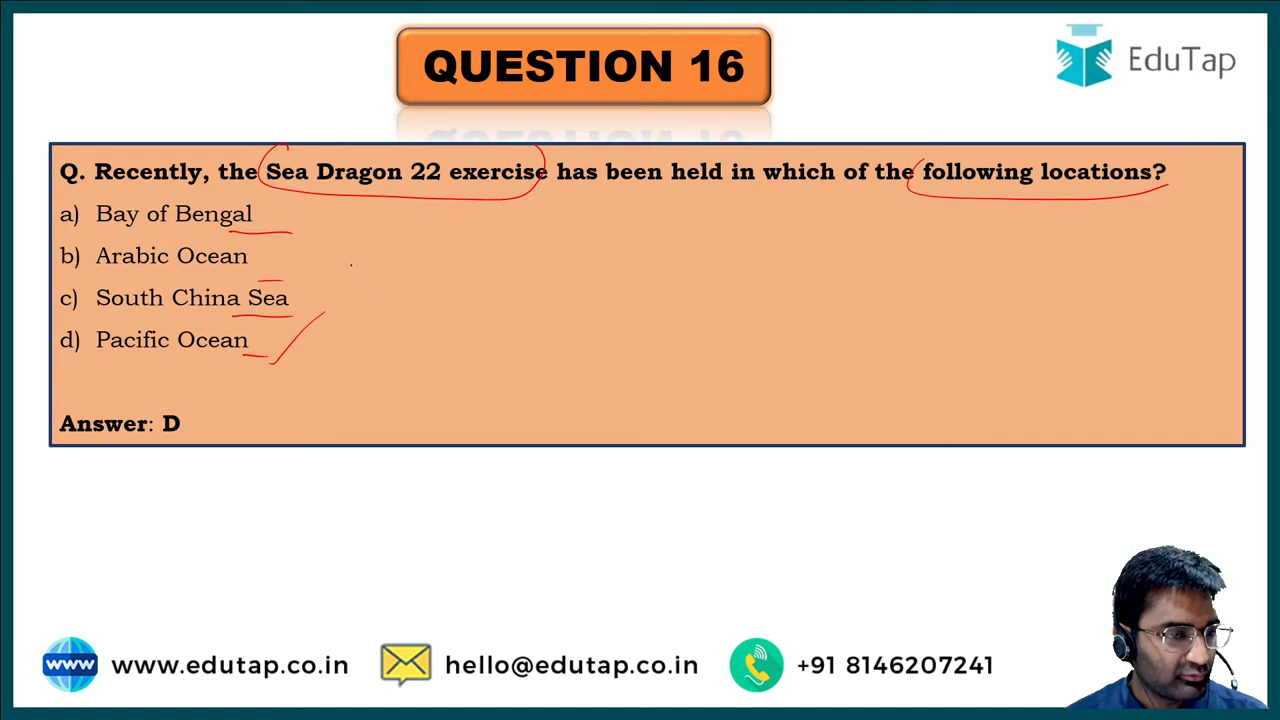 QUESTION 16
EduTap
Q. Recently, the Sea Dragon 22 exercise has been held in which of the following locations?
a) Bay of Bengal
b) Arabic Ocean
c) South China Sea
d) Pacific Ocean
Answer: D
www www.edutap.co.in hello@edutap.co.in +91 8146207241